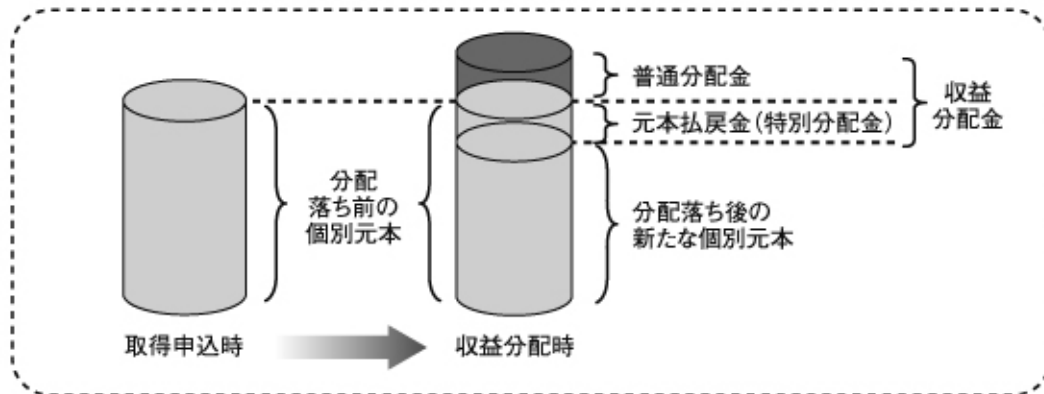 普通分配金
元本払戻金(特別分配金)
収益
分配金
分配
落ち前の
個別元本
分配落ち後の
新たな個別元本
取得申込時
収益分配時